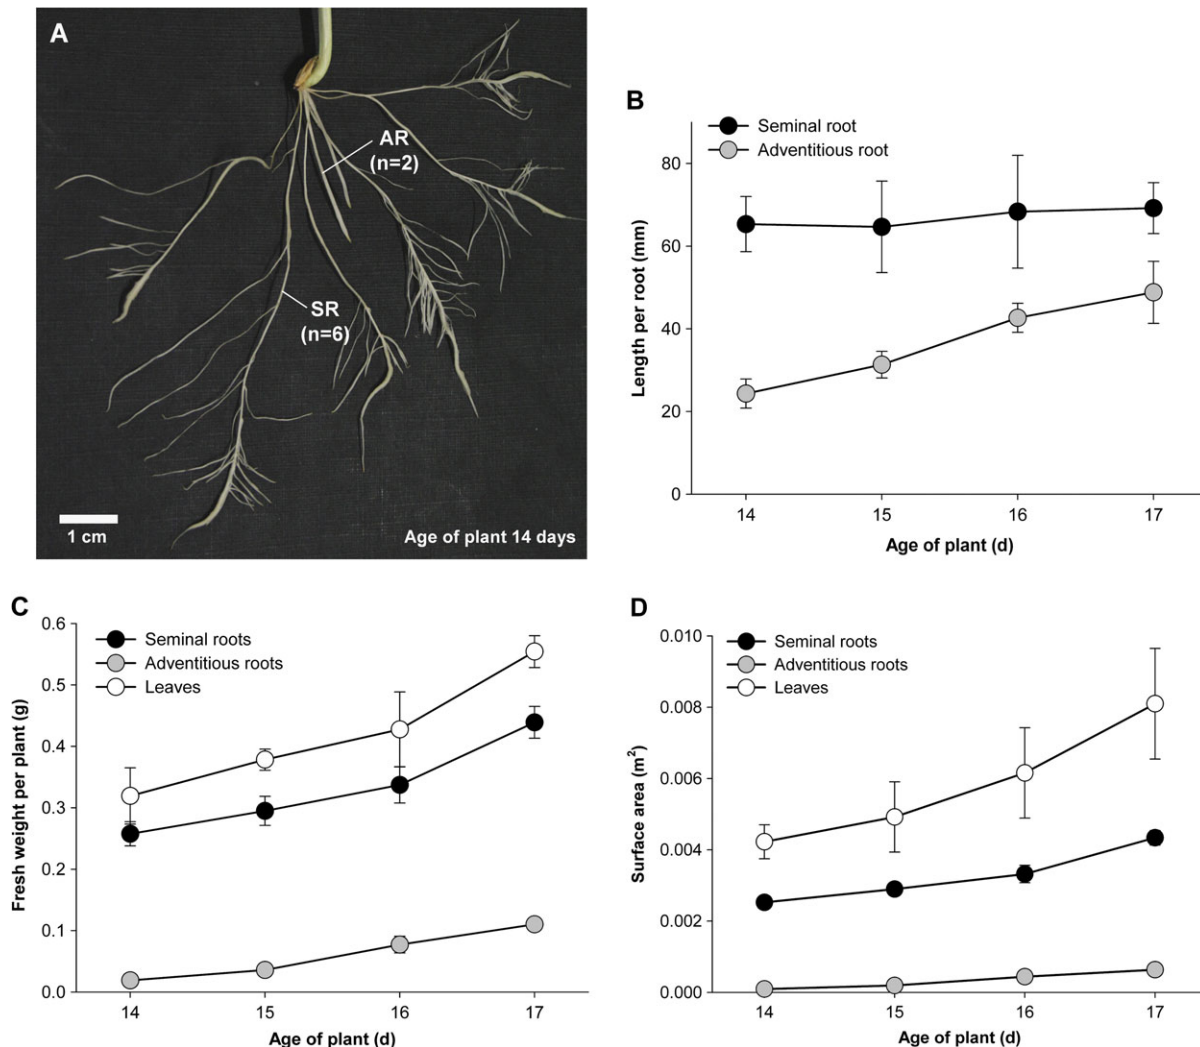 A
AR
(n=2)
SR
(n=6)
1 cm
Age of plant 14 days
B
Seminal root
Adventitious root
Length per root (mm)
80
60
40
20
0
14 15 16 17
Age of plant (d)
C
Seminal roots
Adventitious roots
Leaves
Fresh weight per plant (g)
0.6
0.5
0.4
0.3
0.2
0.1
0.0
14 15 16 17
Age of plant (d)
D
Seminal roots
Adventitious roots
Leaves
Surface area (m²)
0.010
0.008
0.006
0.004
0.002
0.000
14 15 16 17
Age of plant (d)